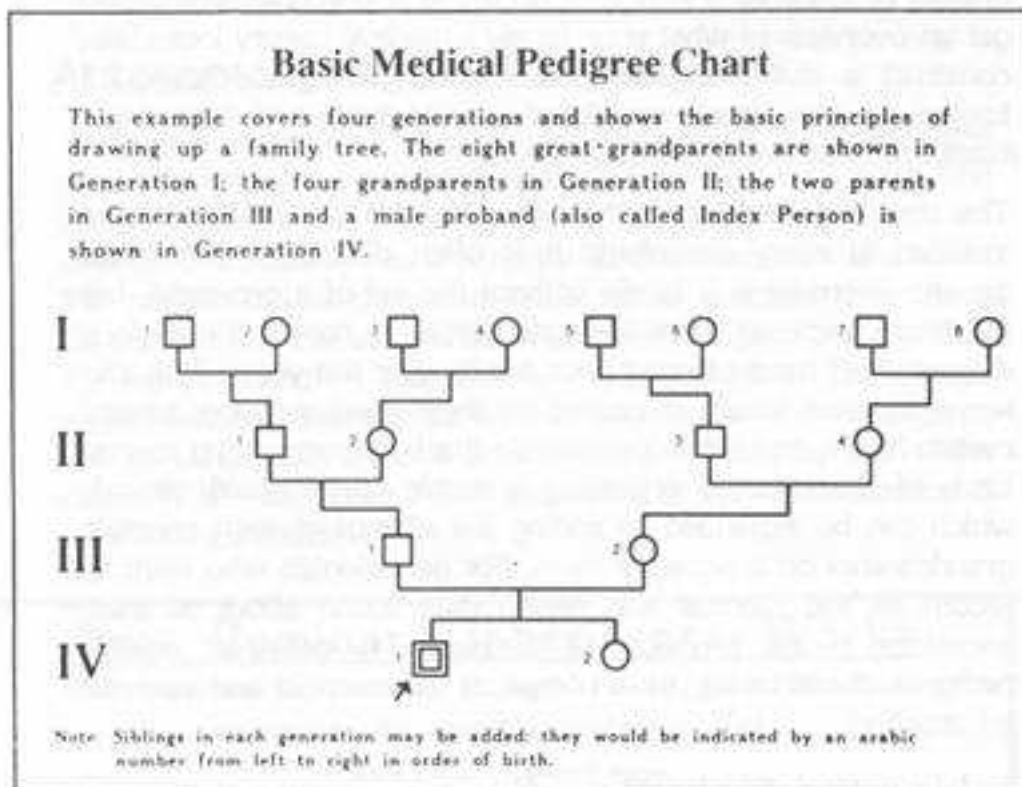 Basic Medical Pedigree Chart
This example covers four generations and shows the basic principles of
drawing up a family tree. The eight great-grandparents are shown in
Generation I; the four grandparents in Generation II; the two parents
in Generation III and a male proband (also called Index Person) is
shown in Generation IV.
I 1 3 4 5 6 7 8
II 1 2 3 4
III 1 2
IV 1 2
Note: Siblings in each generation may be added: they would be indicated by an arabic
number from left to right in order of birth.